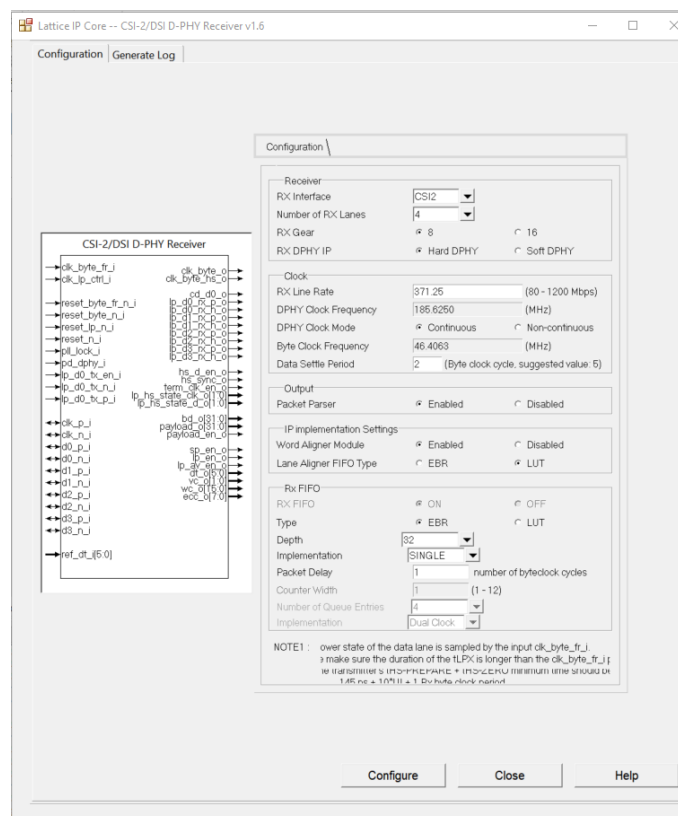 Lattice IP Core -- CSI-2/DSI D-PHY Receiver v1.6
Configuration Generate Log
Configuration
Receiver
RX Interface CSI2
Number of RX Lanes 4
RX Gear 8 16
RX DPHY IP Hard DPHY Soft DPHY
Clock
RX Line Rate 371.25 (80 - 1200 Mbps)
DPHY Clock Frequency 185.6250 (MHz)
DPHY Clock Mode Continuous Non-continuous
Byte Clock Frequency 46.4063 (MHz)
Data Settle Period 2 (Byte clock cycle, suggested value: 5)
Output
Packet Parser Enabled Disabled
IP implementation Settings
Word Aligner Module Enabled Disabled
Lane Aligner FIFO Type EBR LUT
Rx FIFO
RX FIFO ON OFF
Type EBR LUT
Depth 32
Implementation SINGLE
Packet Delay 1 number of byteclock cycles
Counter Width 1 (1 - 12)
Number of Queue Entries 4
Implementation Dual Clock
NOTE1 : ower state of the data lane is sampled by the input clk_byte_fr_i.
e make sure the duration of the tLPX is longer than the clk_byte_fr_i
transmitter's tHS-PREPARE + tHS-ZERO minimum time should be
145 ns + 10*UI + 1 Rx byte clock period
CSI-2/DSI D-PHY Receiver
clk_byte_fr_i
clk_lp_ctrl_i
reset_byte_fr_n_i
reset_byte_n_i
reset_lp_n_i
reset_n_i
pll_lock_i
pd_dphy_i
lp_d0_tx_en_i
lp_d0_tx_n_i
lp_d0_tx_p_i
clk_p_i
clk_n_i
d0_p_i
d0_n_i
d1_p_i
d1_n_i
d2_p_i
d2_n_i
d3_p_i
d3_n_i
ref_dt_i[5:0]
clk_byte_o
clk_byte_hs_o
cd_d0_o
lp_d0_rx_p_o
lp_d0_rx_n_o
lp_d1_rx_p_o
lp_d1_rx_n_o
lp_d2_rx_p_o
lp_d2_rx_n_o
lp_d3_rx_p_o
lp_d3_rx_n_o
hs_d_en_o
hs_sync_o
term_clk_en_o
lp_hs_state_clk_o[1:0]
lp_hs_state_d_o[1:0]
bd_o[31:0]
payload_o[31:0]
payload_en_o
sp_en_o
lp_en_o
lp_av_en_o
dt_o[5:0]
vc_o[1:0]
wc_o[15:0]
ecc_o[7:0]
Configure Close Help